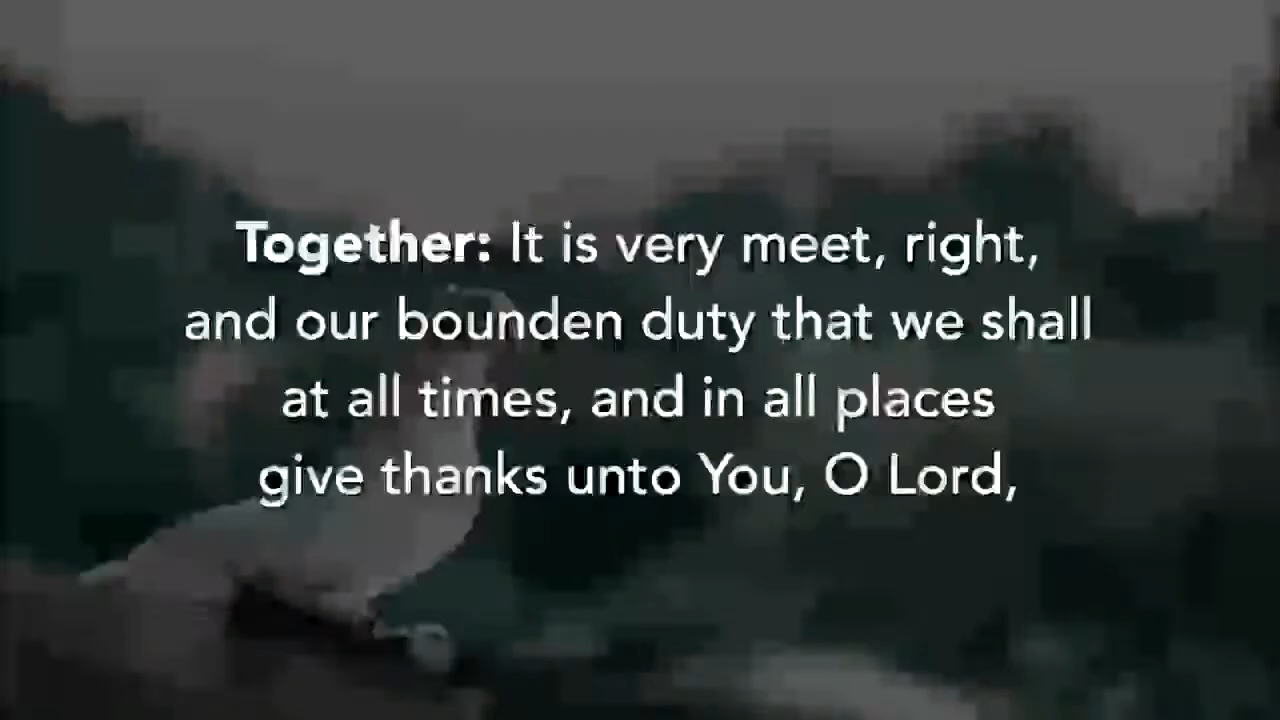 Together: It is very meet, right,
and our bounden duty that we shall
at all times, and in all places
give thanks unto You, O Lord,